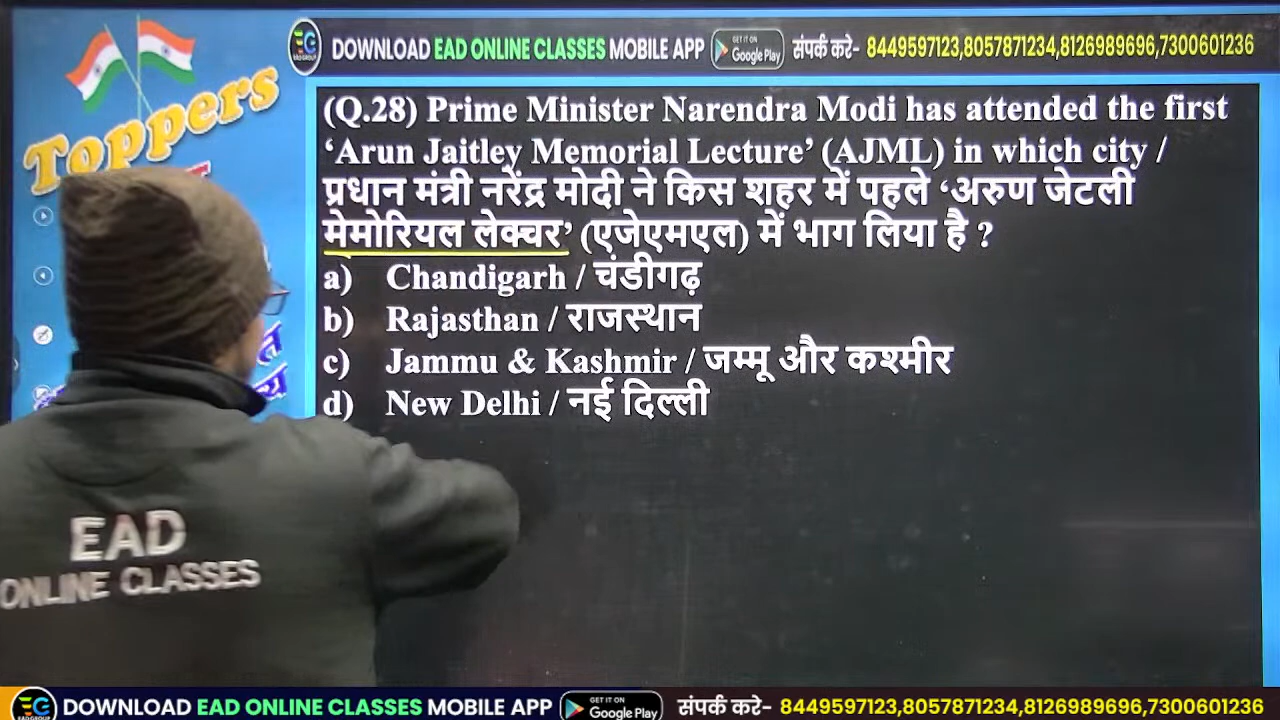 DOWNLOAD EAD ONLINE CLASSES MOBILE APP GET IT ON Google Play संपर्क करे- 8449597123,8057871234,8126989696,7300601236
Toppers
(Q.28) Prime Minister Narendra Modi has attended the first
‘Arun Jaitley Memorial Lecture’ (AJML) in which city /
प्रधान मंत्री नरेंद्र मोदी ने किस शहर में पहले ‘अरुण जेटली
मेमोरियल लेक्चर’ (एजेएमएल) में भाग लिया है ?
a) Chandigarh / चंडीगढ़
b) Rajasthan / राजस्थान
c) Jammu & Kashmir / जम्मू और कश्मीर
d) New Delhi / नई दिल्ली
EAD
ONLINE CLASSES
DOWNLOAD EAD ONLINE CLASSES MOBILE APP GET IT ON Google Play संपर्क करे- 8449597123,8057871234,8126989696,7300601236